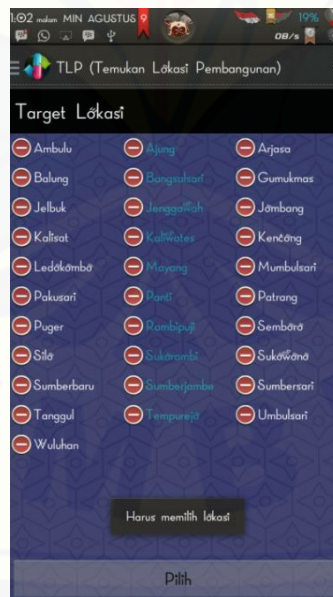 1:02 malam MIN AGUSTUS 9 19%
0B/s
TLP (Temukan Lokasi Pembangunan)
Target Lokasi
Ambulu Ajung Arjasa
Balung Bangsalsari Gumukmas
Jelbuk Jenggawah Jombang
Kalisat Kaliwates Kencong
Ledokombo Mayang Mumbulsari
Pakusari Panti Patrang
Puger Rambipuji Semboro
Silo Sukorambi Sukowono
Sumberbaru Sumberjambe Sumbersari
Tanggul Tempurejo Umbulsari
Wuluhan
Harus memilih lokasi
Pilih